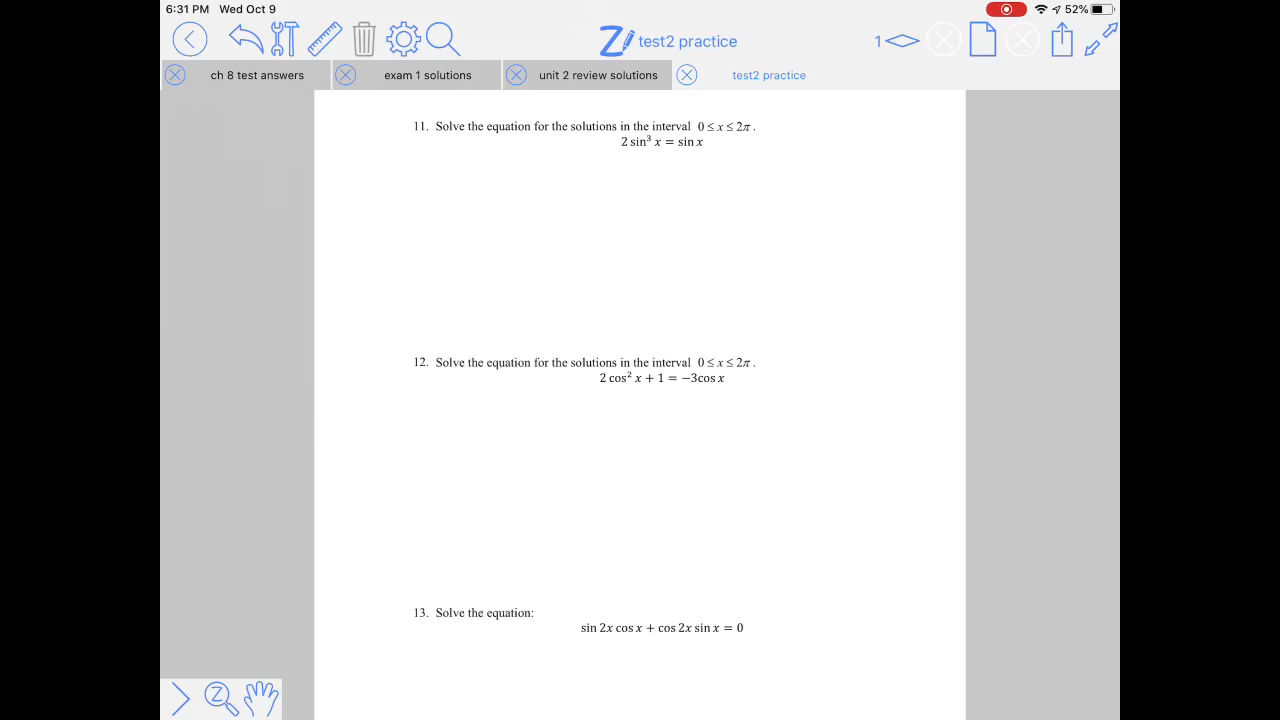 6:31 PM Wed Oct 9
52%
test2 practice
1
ch 8 test answers
exam 1 solutions
unit 2 review solutions
test2 practice
11. Solve the equation for the solutions in the interval 0 ≤ x ≤ 2π .
2 sin³ x = sin x
12. Solve the equation for the solutions in the interval 0 ≤ x ≤ 2π .
2 cos² x + 1 = −3cos x
13. Solve the equation:
sin 2x cos x + cos 2x sin x = 0